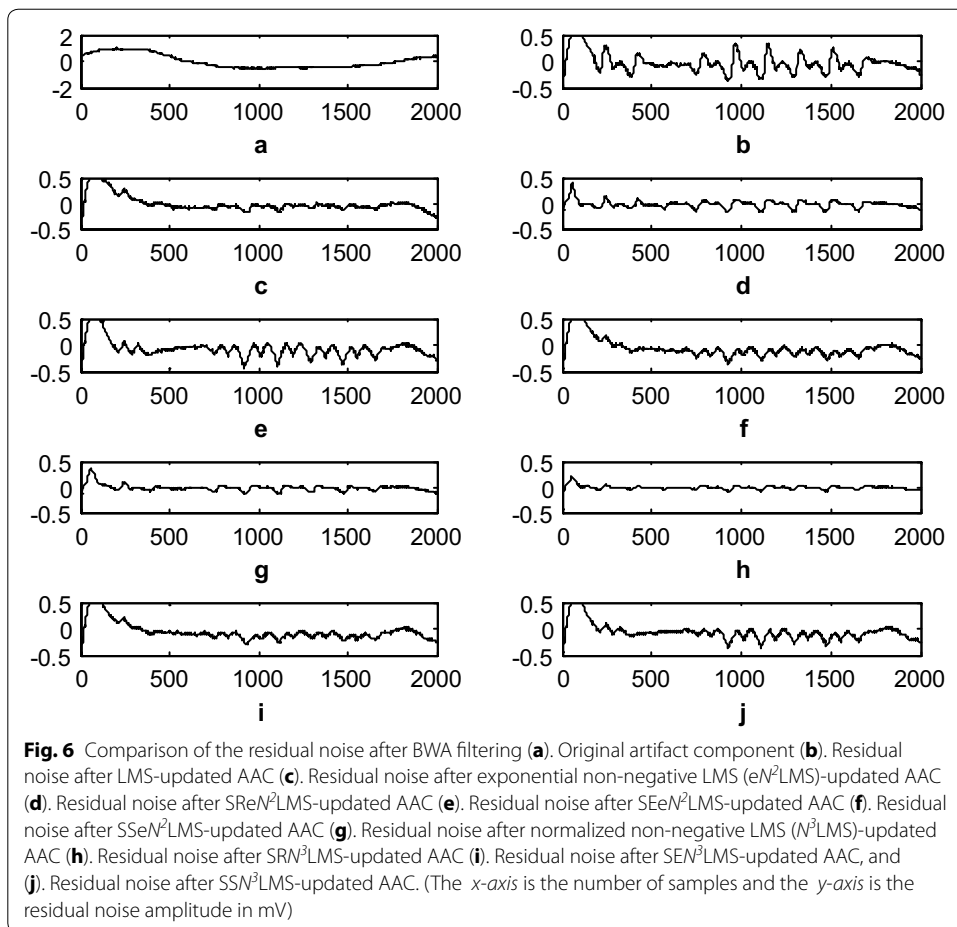 2
0
-2
0 500 1000 1500 2000
a
0.5
0
-0.5
0 500 1000 1500 2000
b
0.5
0
-0.5
0 500 1000 1500 2000
c
0.5
0
-0.5
0 500 1000 1500 2000
d
0.5
0
-0.5
0 500 1000 1500 2000
e
0.5
0
-0.5
0 500 1000 1500 2000
f
0.5
0
-0.5
0 500 1000 1500 2000
g
0.5
0
-0.5
0 500 1000 1500 2000
h
0.5
0
-0.5
0 500 1000 1500 2000
i
0.5
0
-0.5
0 500 1000 1500 2000
j
Fig. 6 Comparison of the residual noise after BWA filtering (a). Original artifact component (b). Residual
noise after LMS-updated AAC (c). Residual noise after exponential non-negative LMS (eN²LMS)-updated AAC
(d). Residual noise after SReN²LMS-updated AAC (e). Residual noise after SEeN²LMS-updated AAC (f). Residual
noise after SSeN²LMS-updated AAC (g). Residual noise after normalized non-negative LMS (N³LMS)-updated
AAC (h). Residual noise after SRN³LMS-updated AAC (i). Residual noise after SEN³LMS-updated AAC, and
(j). Residual noise after SSN³LMS-updated AAC. (The x-axis is the number of samples and the y-axis is the
residual noise amplitude in mV)